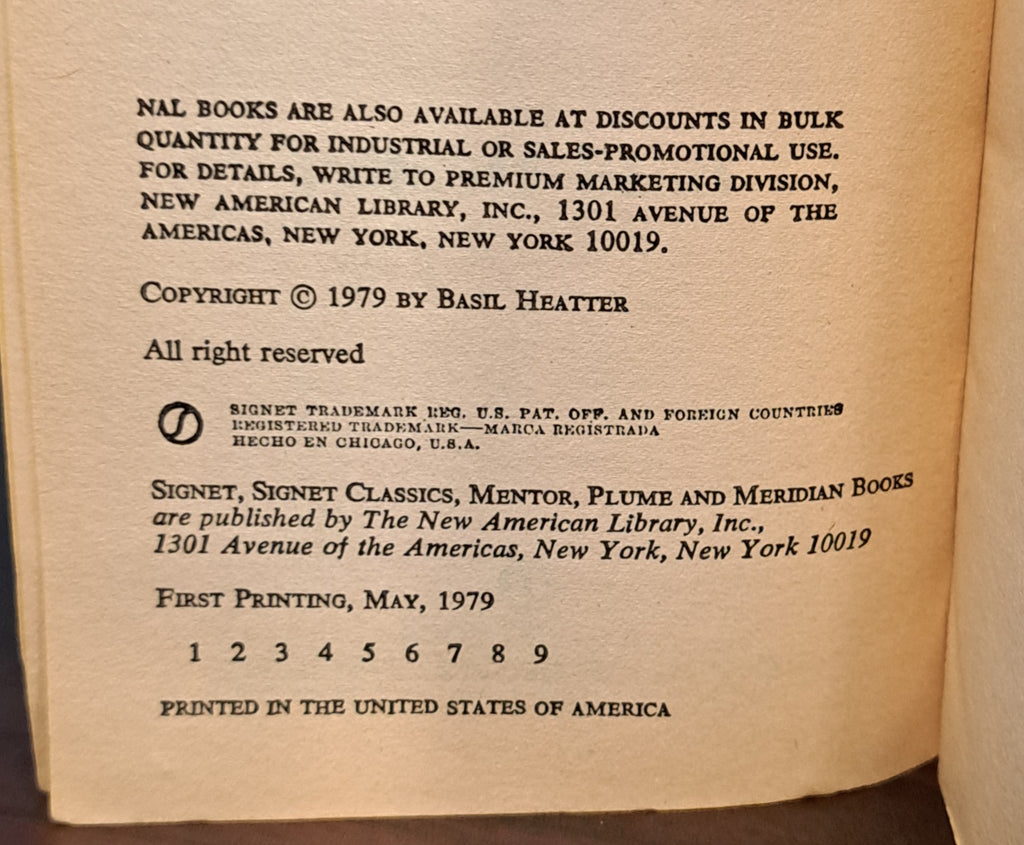 NAL BOOKS ARE ALSO AVAILABLE AT DISCOUNTS IN BULK
QUANTITY FOR INDUSTRIAL OR SALES-PROMOTIONAL USE.
FOR DETAILS, WRITE TO PREMIUM MARKETING DIVISION,
NEW AMERICAN LIBRARY, INC., 1301 AVENUE OF THE
AMERICAS, NEW YORK, NEW YORK 10019.
COPYRIGHT © 1979 BY BASIL HEATTER
All right reserved
SIGNET TRADEMARK REG. U.S. PAT. OFF. AND FOREIGN COUNTRIES
REGISTERED TRADEMARK—MARCA REGISTRADA
HECHO EN CHICAGO, U.S.A.
SIGNET, SIGNET CLASSICS, MENTOR, PLUME AND MERIDIAN BOOKS
are published by The New American Library, Inc.,
1301 Avenue of the Americas, New York, New York 10019
FIRST PRINTING, MAY, 1979
1 2 3 4 5 6 7 8 9
PRINTED IN THE UNITED STATES OF AMERICA